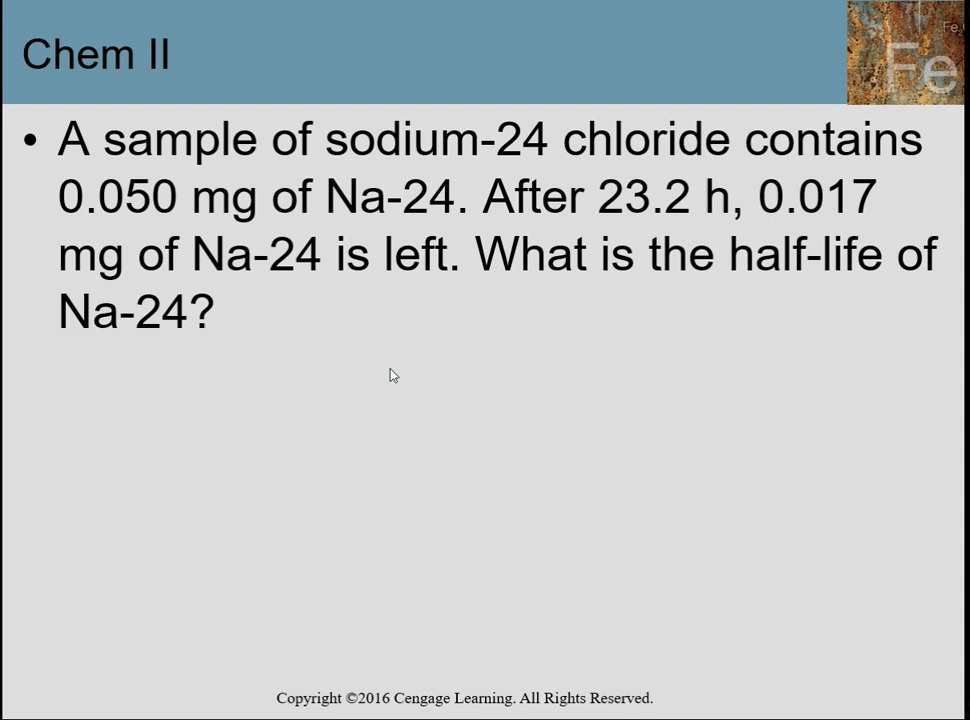 Chem II
Fe
Fe
• A sample of sodium-24 chloride contains
0.050 mg of Na-24. After 23.2 h, 0.017
mg of Na-24 is left. What is the half-life of
Na-24?
Copyright ©2016 Cengage Learning. All Rights Reserved.